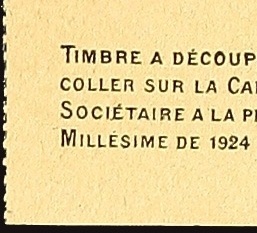 TIMBRE A DÉCOUP
COLLER SUR LA CA
SOCIÉTAIRE A LA P
MILLÉSIME DE 1924